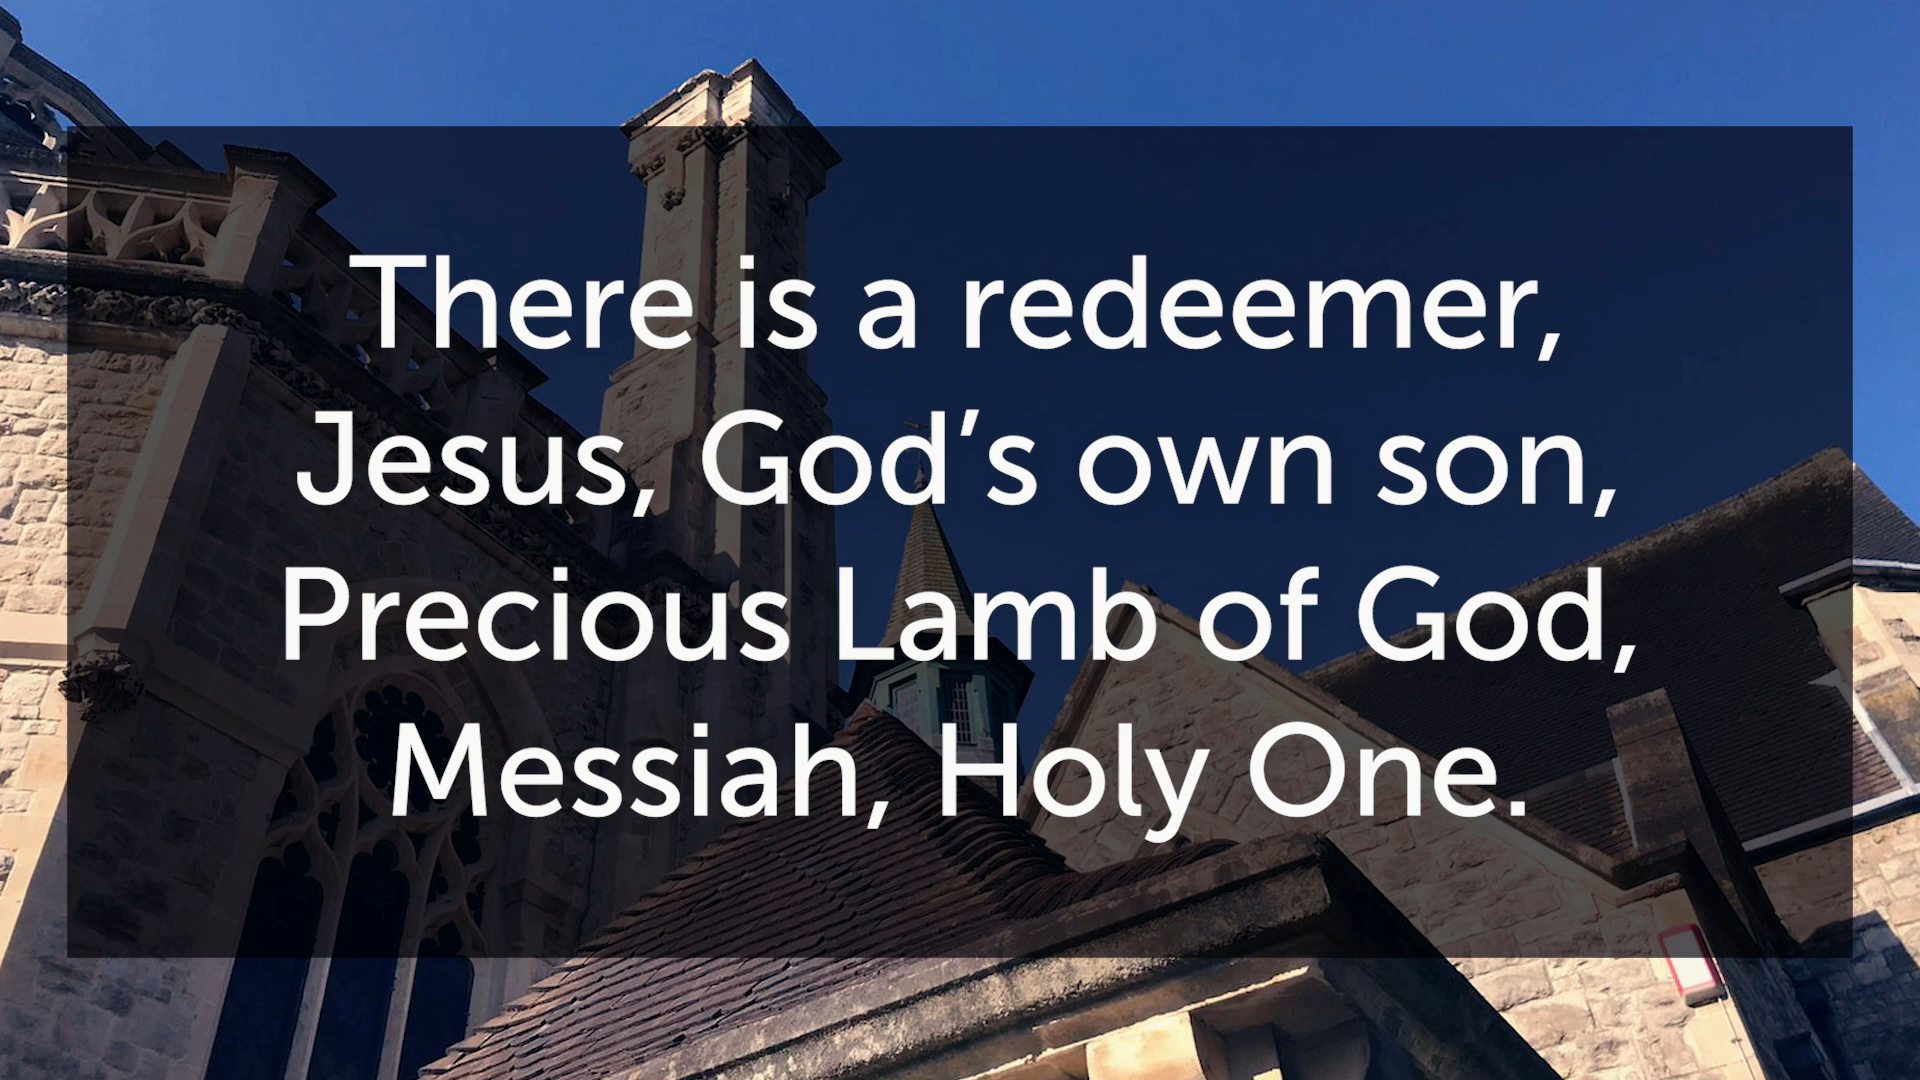 There is a redeemer,
Jesus, God’s own son,
Precious Lamb of God,
Messiah, Holy One.